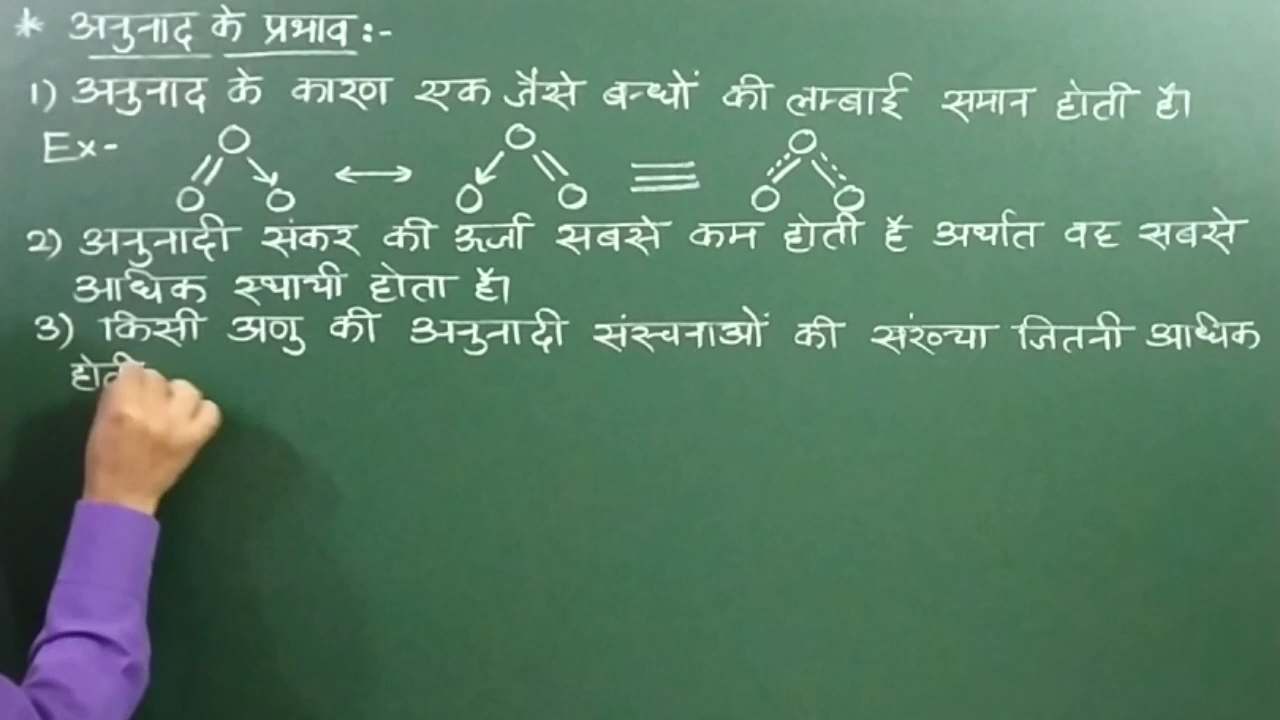 * अनुनाद के प्रभाव :-
1) अनुनाद के कारण एक जैसे बन्धों की लम्बाई समान होती है।
Ex-
O O O ↔ O O O ≡ O O O
2) अनुनादी संकर की ऊर्जा सबसे कम होती है अर्थात वह सबसे
अधिक स्थायी होता है।
3) किसी अणु की अनुनादी संरचनाओं की संख्या जितनी अधिक